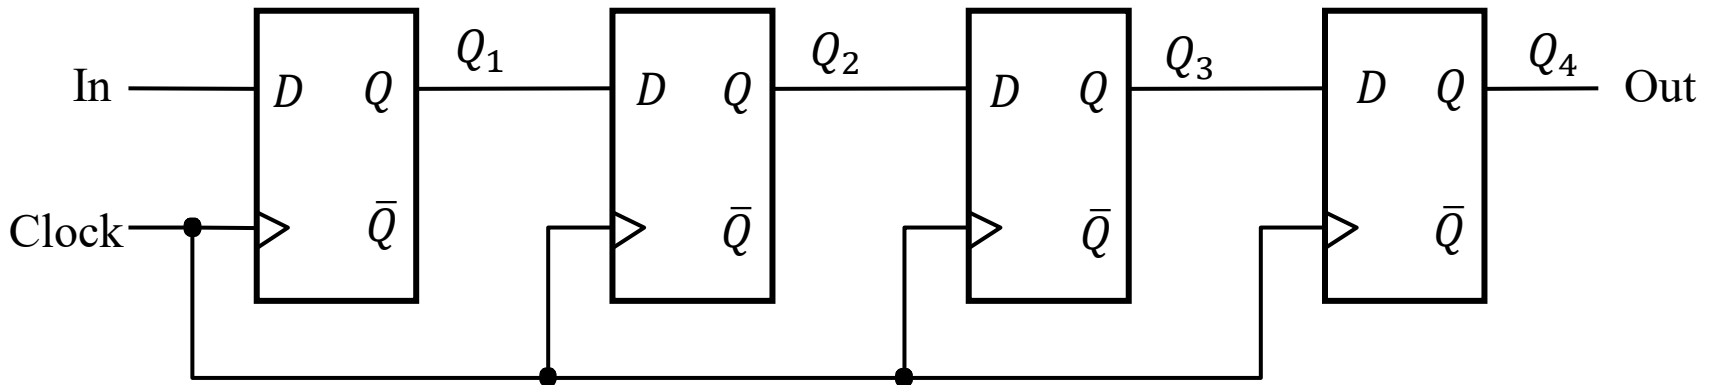 Q₁ Q₂ Q₃ Q₄
In D Q D Q D Q D Q Out
Clock Q̄ Q̄ Q̄ Q̄